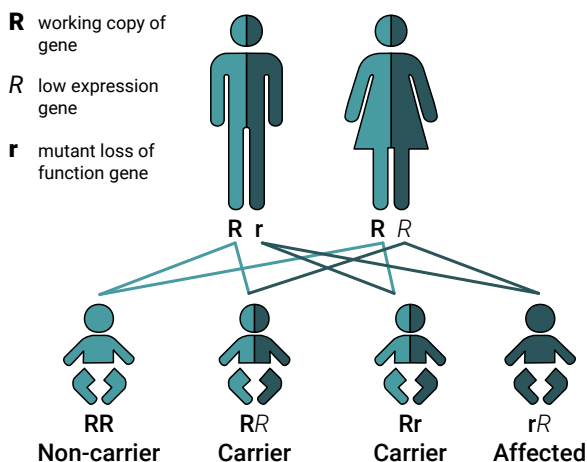 R working copy of
gene
R low expression
gene
r mutant loss of
function gene
R r R R
RR RR Rr rR
Non-carrier Carrier Carrier Affected